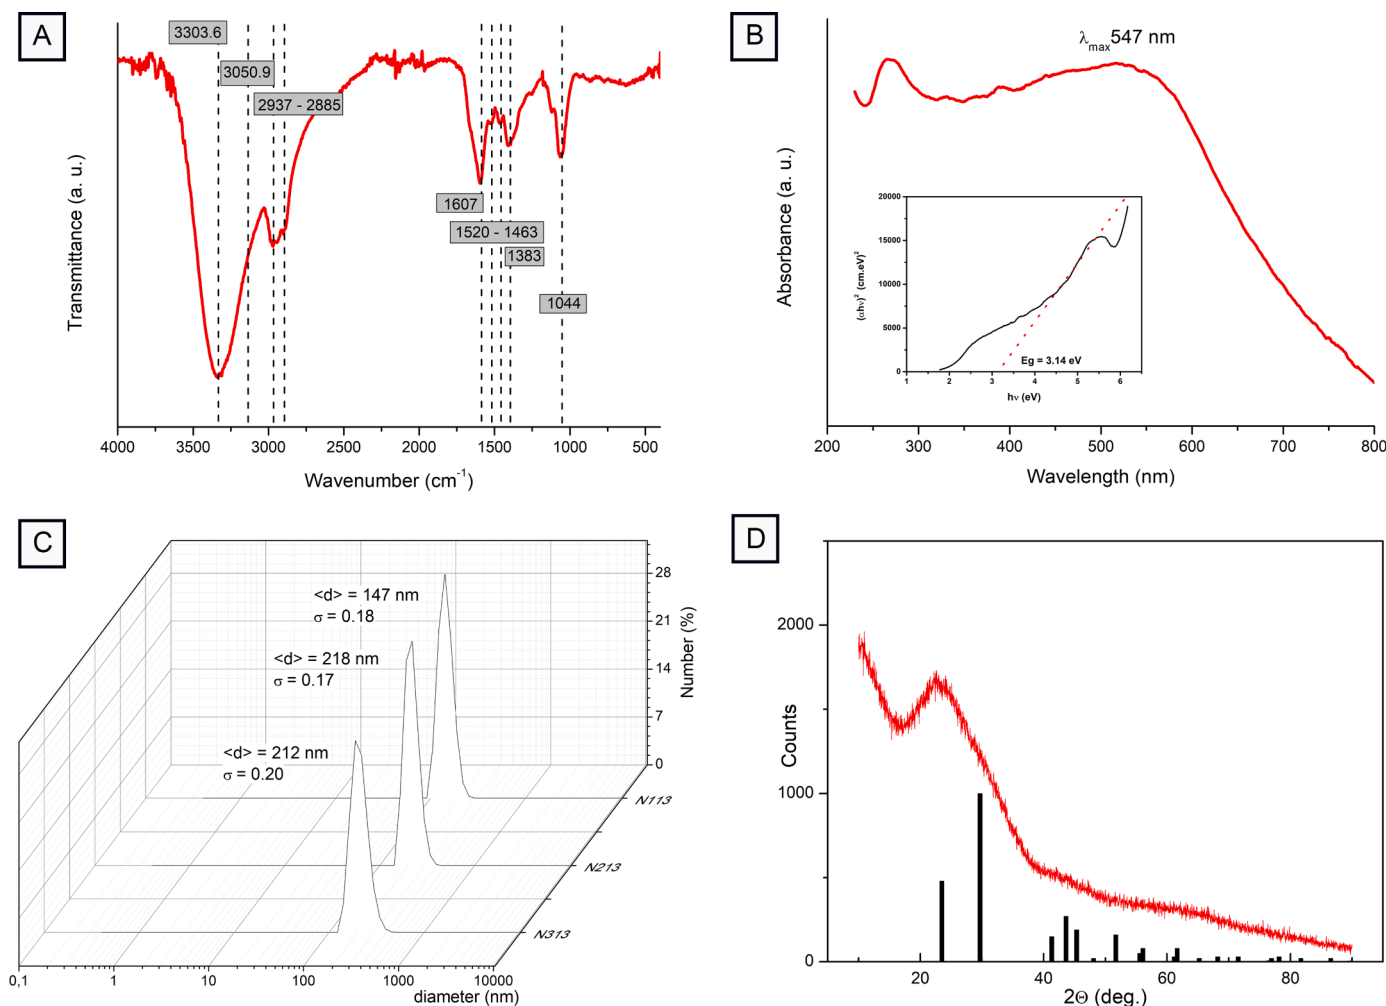 A
3303.6
3050.9
2937 - 2885
1607
1520 - 1463
1383
1044
Transmittance (a. u.)
4000 3500 3000 2500 2000 1500 1000 500
Wavenumber (cm-1)
B
λmax547 nm
Absorbance (a. u.)
20000
15000
10000
5000
0
(αhν)2 (cm.eV)2
Eg = 3.14 eV
1 2 3 4 5 6
hν (eV)
200 300 400 500 600 700 800
Wavelength (nm)
C
<d> = 147 nm
σ = 0.18
<d> = 218 nm
σ = 0.17
<d> = 212 nm
σ = 0.20
28
21
14
7
0
Number (%)
N113
N213
N313
0,1 1 10 100 1000 10000
diameter (nm)
D
2000
1000
0
Counts
20 40 60 80
2Θ (deg.)